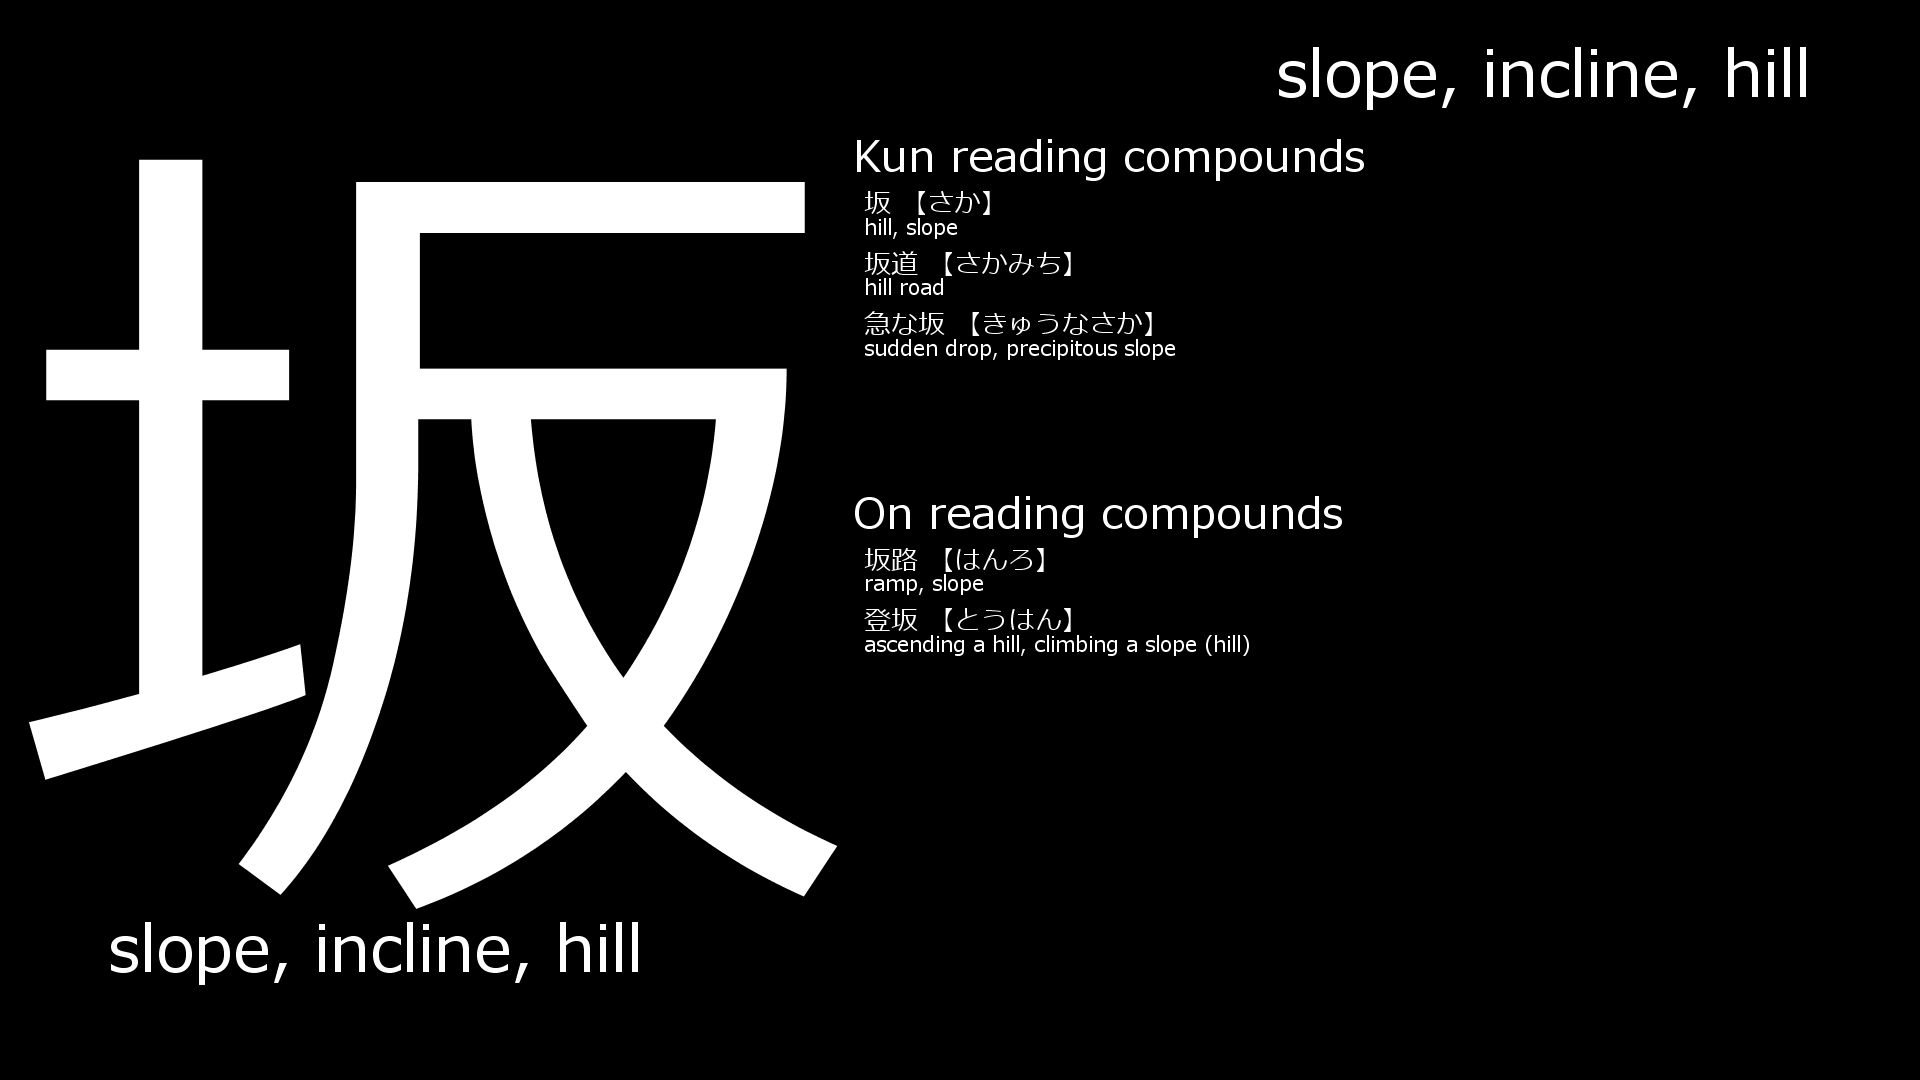 slope, incline, hill
坂
slope, incline, hill
Kun reading compounds
坂 【さか】
hill, slope
坂道 【さかみち】
hill road
急な坂 【きゅうなさか】
sudden drop, precipitous slope
On reading compounds
坂路 【はんろ】
ramp, slope
登坂 【とうはん】
ascending a hill, climbing a slope (hill)